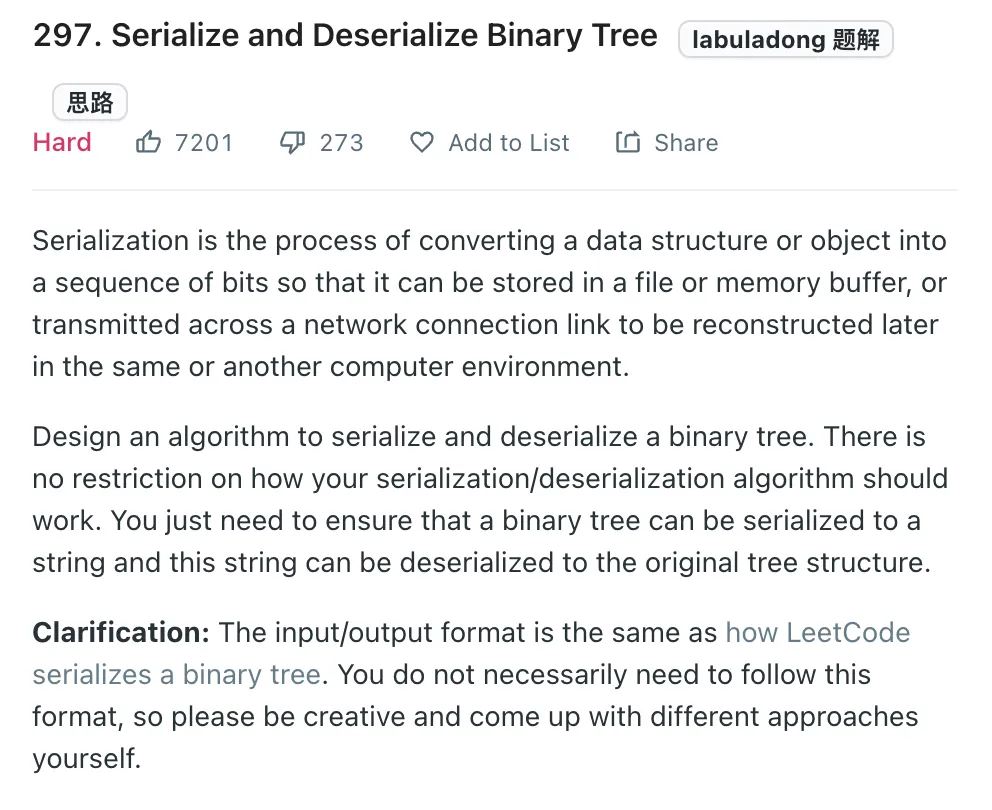 297. Serialize and Deserialize Binary Tree labuladong 题解
思路
Hard 7201 273 Add to List Share
Serialization is the process of converting a data structure or object into
a sequence of bits so that it can be stored in a file or memory buffer, or
transmitted across a network connection link to be reconstructed later
in the same or another computer environment.
Design an algorithm to serialize and deserialize a binary tree. There is
no restriction on how your serialization/deserialization algorithm should
work. You just need to ensure that a binary tree can be serialized to a
string and this string can be deserialized to the original tree structure.
Clarification: The input/output format is the same as how LeetCode
serializes a binary tree. You do not necessarily need to follow this
format, so please be creative and come up with different approaches
yourself.